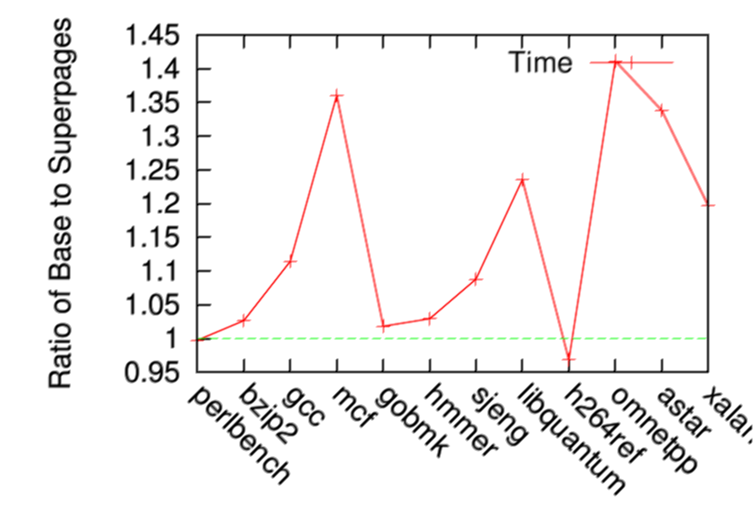 Ratio of Base to Superpages
1.45
1.4
1.35
1.3
1.25
1.2
1.15
1.1
1.05
1
0.95
Time
perlbench
bzip2
gcc
mcf
gobmk
hmmer
sjeng
libquantum
h264ref
omnetpp
astar